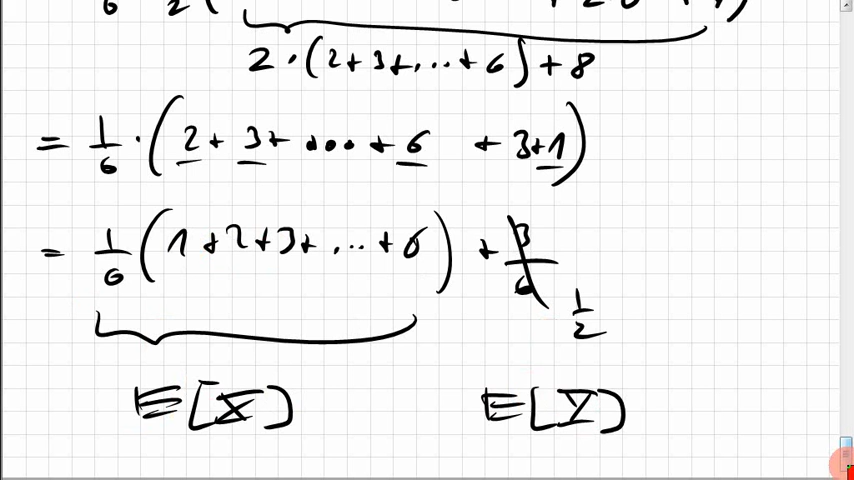 2 · (2+3+...+6) + 8
= 1/6 · (2 + 3 + ... + 6 + 3+1)
= 1/6 (1+2+3+...+6) + 3/6 1/2
E[X] E[Y]